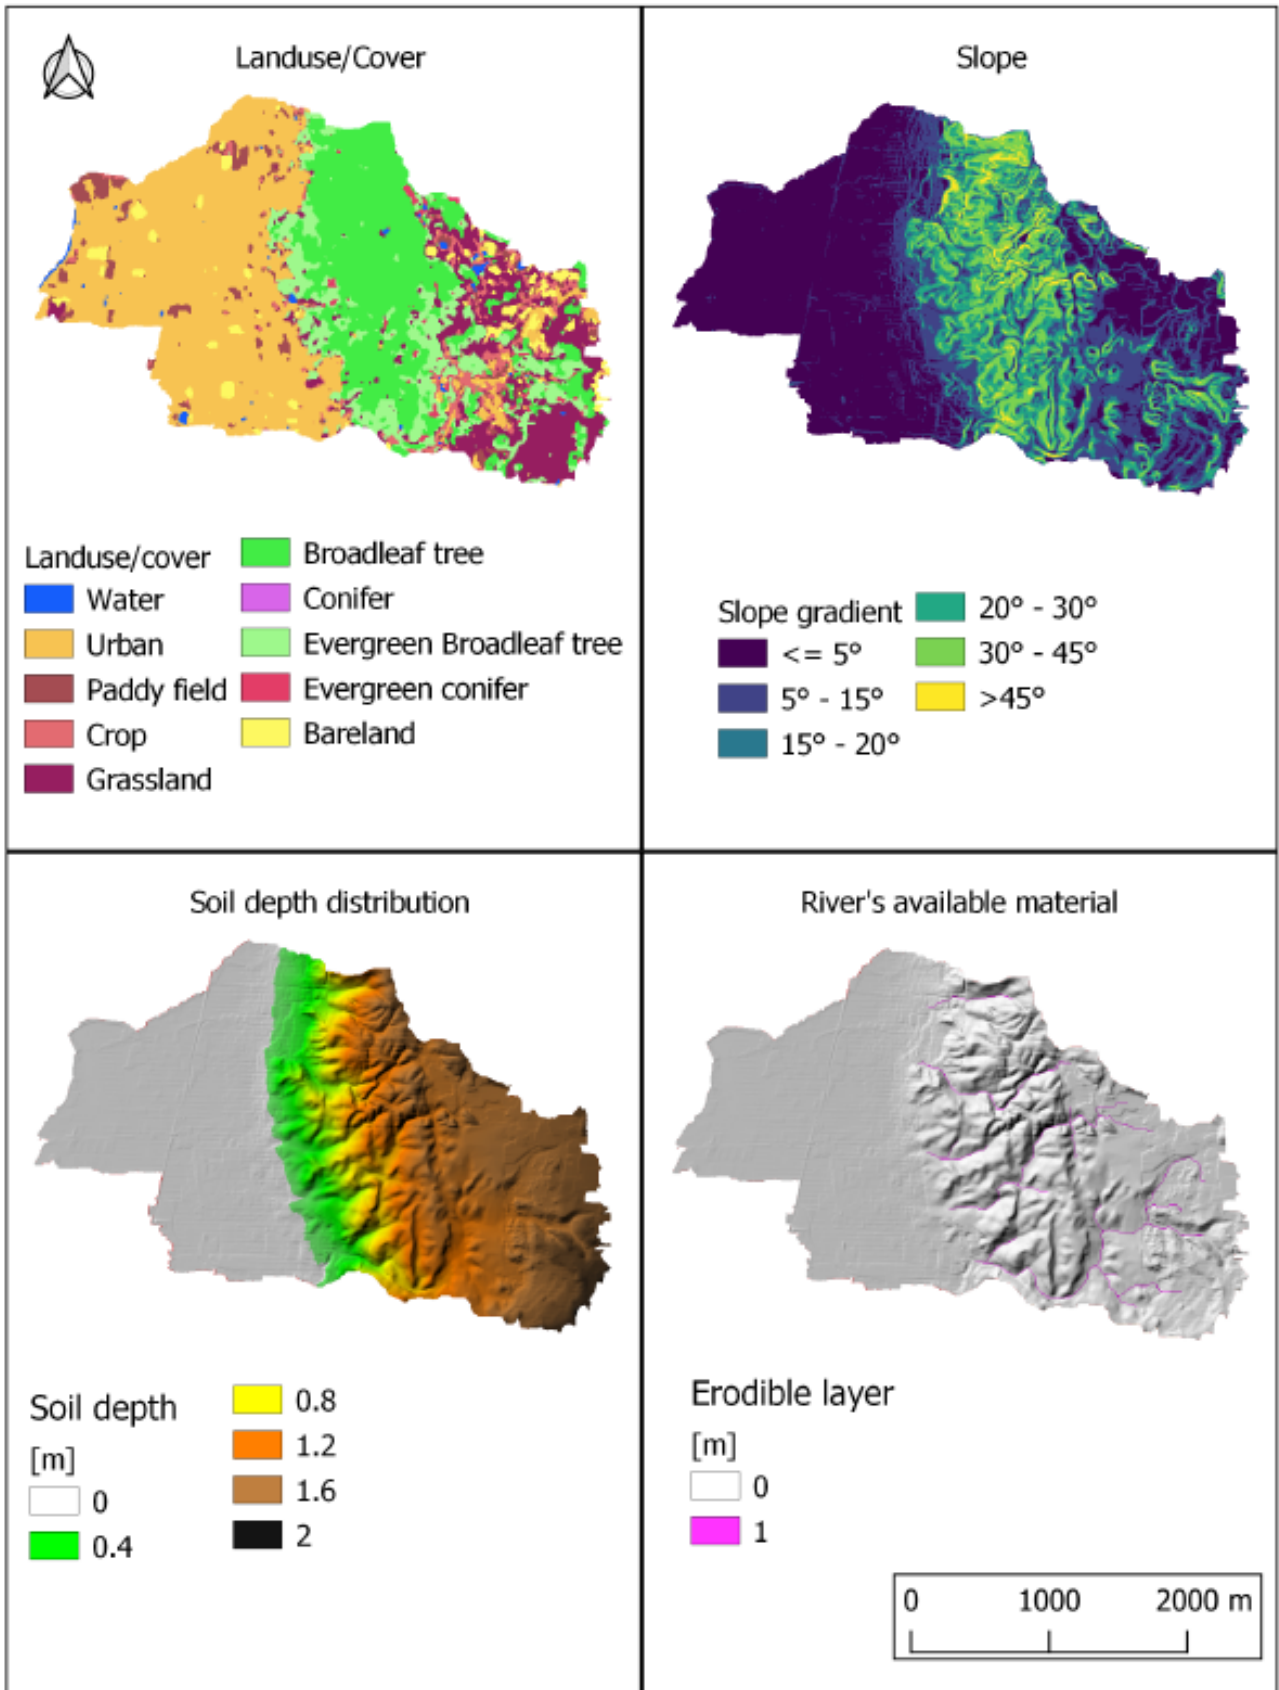 Landuse/Cover
Landuse/cover
Water
Urban
Paddy field
Crop
Grassland
Broadleaf tree
Conifer
Evergreen Broadleaf tree
Evergreen conifer
Bareland
Slope
Slope gradient
<= 5°
5° - 15°
15° - 20°
20° - 30°
30° - 45°
>45°
Soil depth distribution
Soil depth
[m]
0
0.4
0.8
1.2
1.6
2
River's available material
Erodible layer
[m]
0
1
0 1000 2000 m